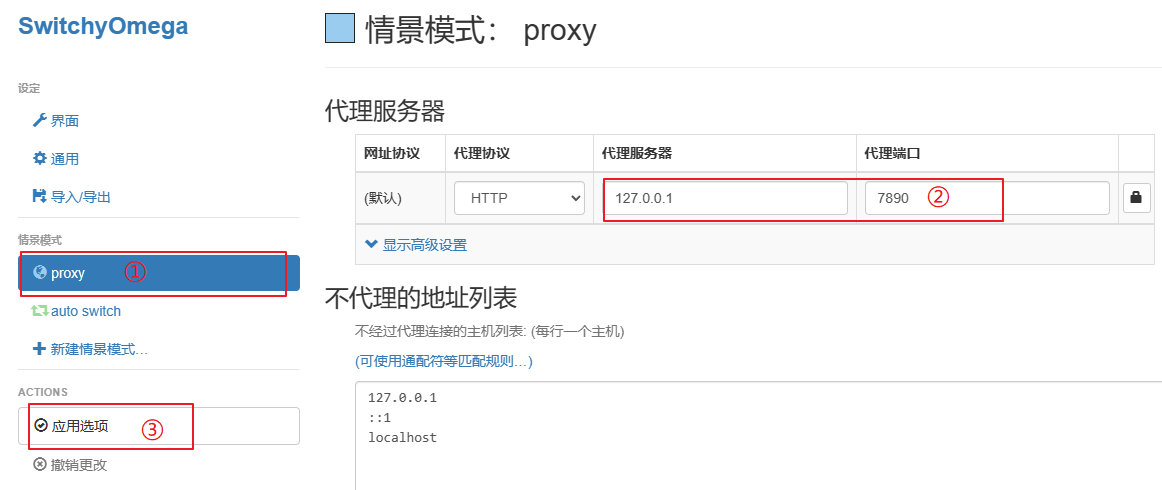 SwitchyOmega
设定
界面
通用
导入/导出
情景模式
proxy ①
auto switch
新建情景模式…
ACTIONS
应用选项 ③
撤销更改
情景模式： proxy
代理服务器
网址协议 代理协议 代理服务器 代理端口
(默认) HTTP 127.0.0.1 7890 ②
显示高级设置
不代理的地址列表
不经过代理连接的主机列表: (每行一个主机)
(可使用通配符等匹配规则…)
127.0.0.1
::1
localhost